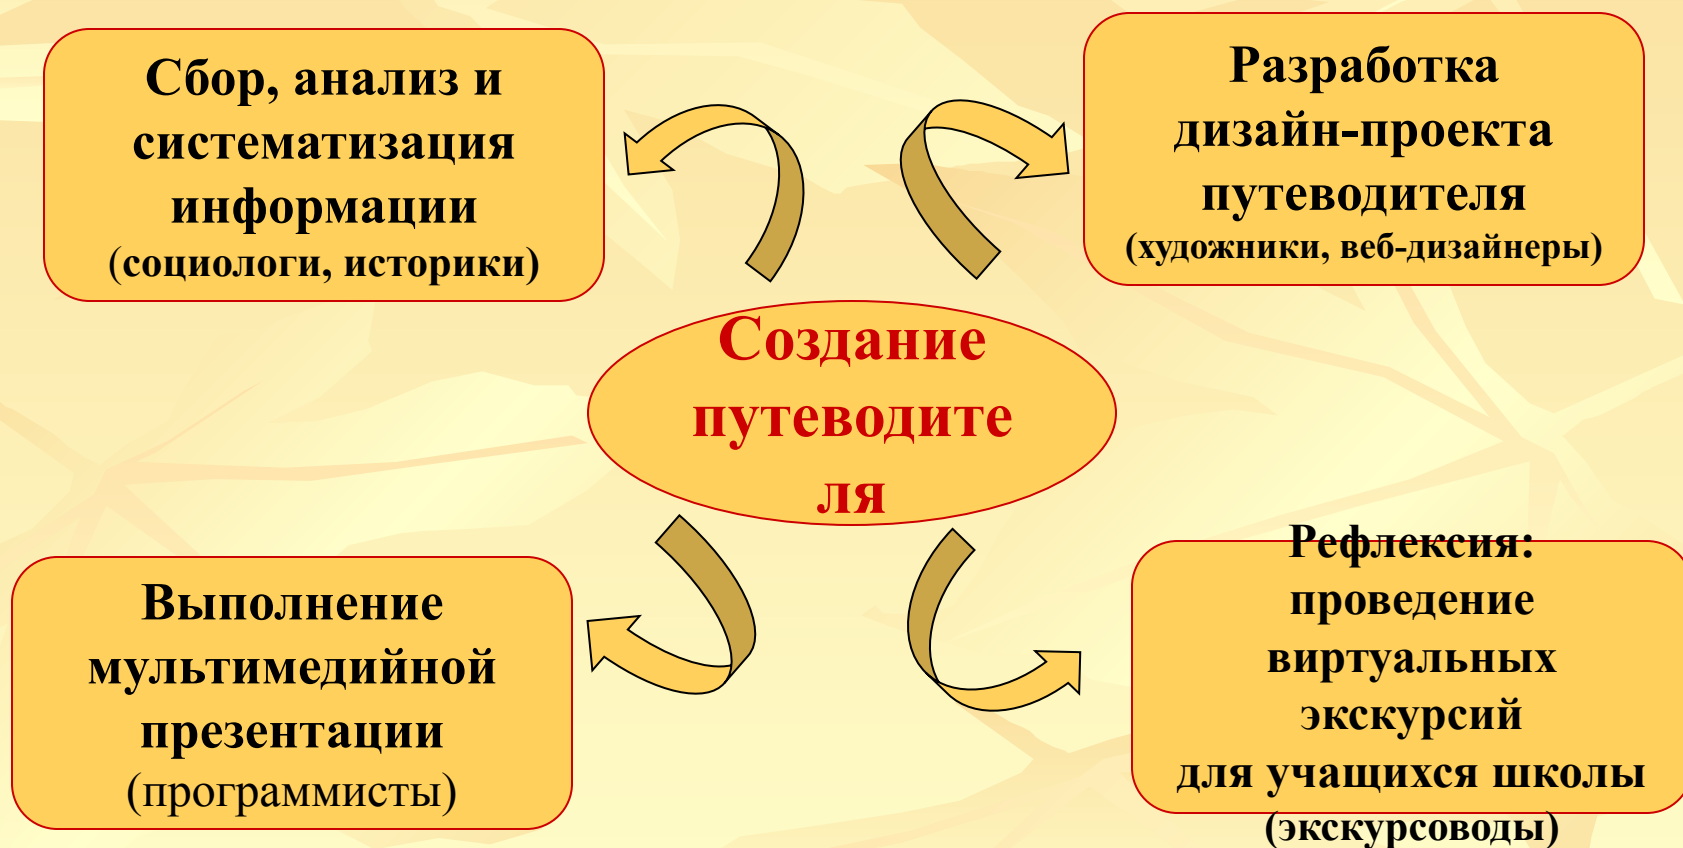 Сбор, анализ и
систематизация
информации
(социологи, историки)
Разработка
дизайн-проекта
путеводителя
(художники, веб-дизайнеры)
Создание
путеводите
ля
Выполнение
мультимедийной
презентации
(программисты)
Рефлексия:
проведение
виртуальных
экскурсий
для учащихся школы
(экскурсоводы)